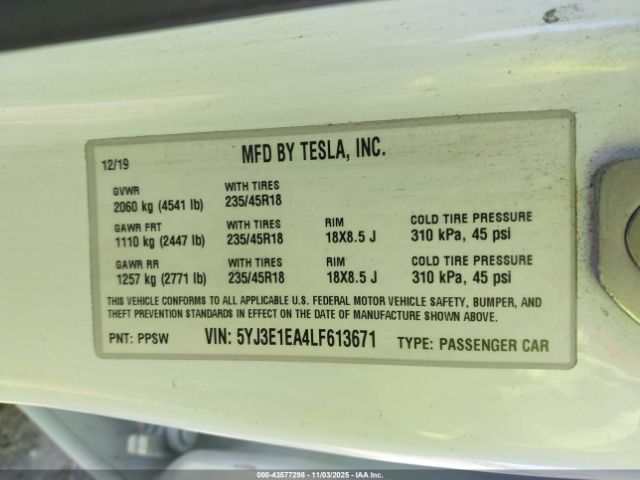 12/19 MFD BY TESLA, INC.
GVWR WITH TIRES
2060 kg (4541 lb) 235/45R18
GAWR FRT WITH TIRES RIM COLD TIRE PRESSURE
1110 kg (2447 lb) 235/45R18 18X8.5 J 310 kPa, 45 psi
GAWR RR WITH TIRES RIM COLD TIRE PRESSURE
1257 kg (2771 lb) 235/45R18 18X8.5 J 310 kPa, 45 psi
THIS VEHICLE CONFORMS TO ALL APPLICABLE U.S. FEDERAL MOTOR VEHICLE SAFETY, BUMPER, AND
THEFT PREVENTION STANDARDS IN EFFECT ON THE DATE OF MANUFACTURE SHOWN ABOVE.
PNT: PPSW VIN: 5YJ3E1EA4LF613671 TYPE: PASSENGER CAR
000-43577298 - 11/03/2025 - IAA Inc.